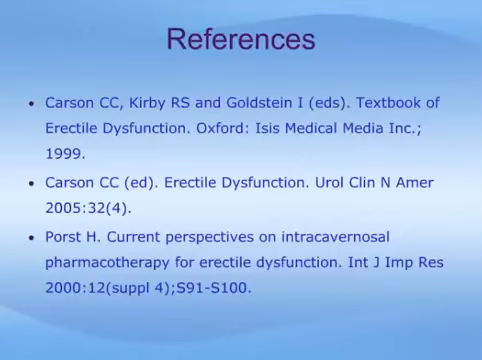 References
• Carson CC, Kirby RS and Goldstein I (eds). Textbook of
Erectile Dysfunction. Oxford: Isis Medical Media Inc.;
1999.
• Carson CC (ed). Erectile Dysfunction. Urol Clin N Amer
2005:32(4).
• Porst H. Current perspectives on intracavernosal
pharmacotherapy for erectile dysfunction. Int J Imp Res
2000:12(suppl 4);S91-S100.